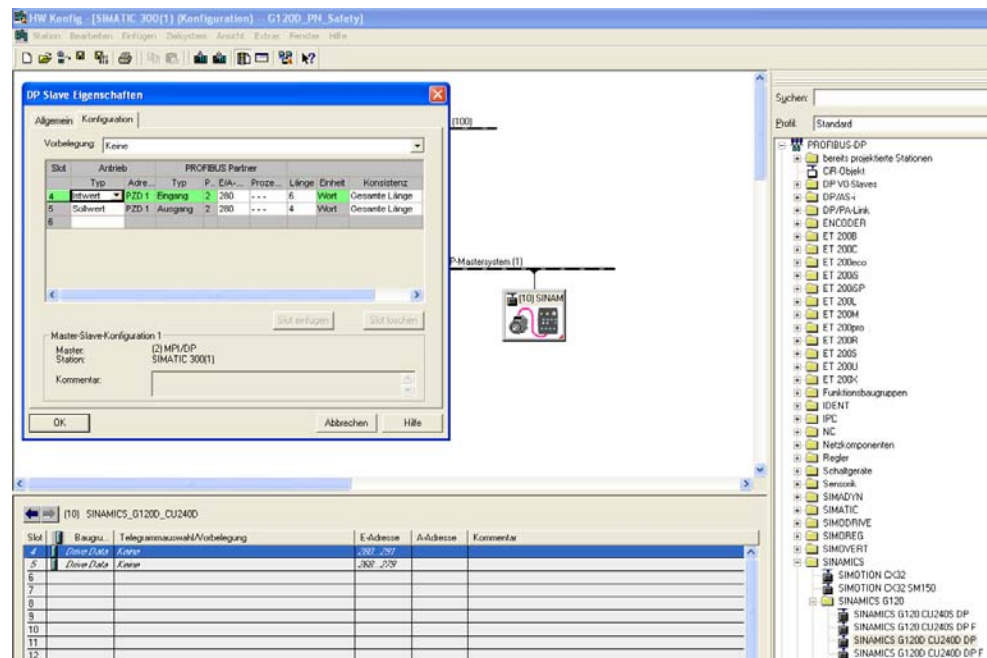 HW Konfig - [SIMATIC 300(1) (Konfiguration) -- G120D_PN_Safety]
Station Bearbeiten Einfügen Zielsystem Ansicht Extras Fenster Hilfe
DP Slave Eigenschaften
Allgemein Konfiguration
Vorbelegung: Keine
Slot Antrieb PROFIBUS Partner
Typ Adre... Typ P.. E/A-... Proze... Länge Einheit Konsistenz
4 Istwert PZD 1 Eingang 2 280 --- 6 Wort Gesamte Länge
5 Sollwert PZD 1 Ausgang 2 280 --- 4 Wort Gesamte Länge
6
Slot einfügen Slot löschen
Master-Slave-Konfiguration 1
Master: (2) MPI/DP
Station: SIMATIC 300(1)
Kommentar:
OK Abbrechen Hilfe
(100)
P-Mastersystem (1)
(10) SINAM
(10) SINAMICS_G120D_CU240D
Slot Baugru... Telegrammauswahl/Vorbelegung E-Adresse A-Adresse Kommentar
4 Drive Data Keine 280...291
5 Drive Data Keine 268...279
6
7
8
9
10
11
12
Suchen:
Profil: Standard
PROFIBUS-DP
bereits projektierte Stationen
CiR-Objekt
DP V0-Slaves
DP/AS-i
DP/PA-Link
ENCODER
ET 200B
ET 200C
ET 200eco
ET 200iS
ET 200iSP
ET 200L
ET 200M
ET 200pro
ET 200R
ET 200S
ET 200U
ET 200X
Funktionsbaugruppen
IDENT
IPC
NC
Netzkomponenten
Regler
Schaltgeräte
Sensorik
SIMADYN
SIMATIC
SIMODRIVE
SIMOREG
SIMOVERT
SINAMICS
SIMOTION CX32
SIMOTION CX32 SM150
SINAMICS G120
SINAMICS G120 CU240S DP
SINAMICS G120 CU240S DP F
SINAMICS G120D CU240D DP
SINAMICS G120D CU240D DP F